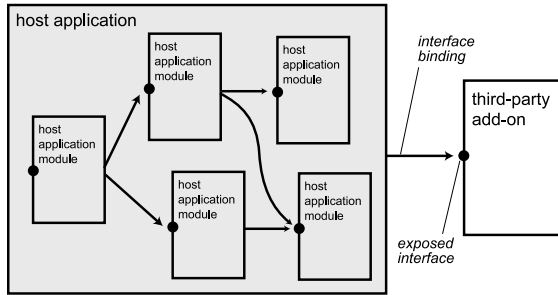 host application
host
application
module
host
application
module
host
application
module
host
application
module
host
application
module
interface
binding
third-party
add-on
exposed
interface